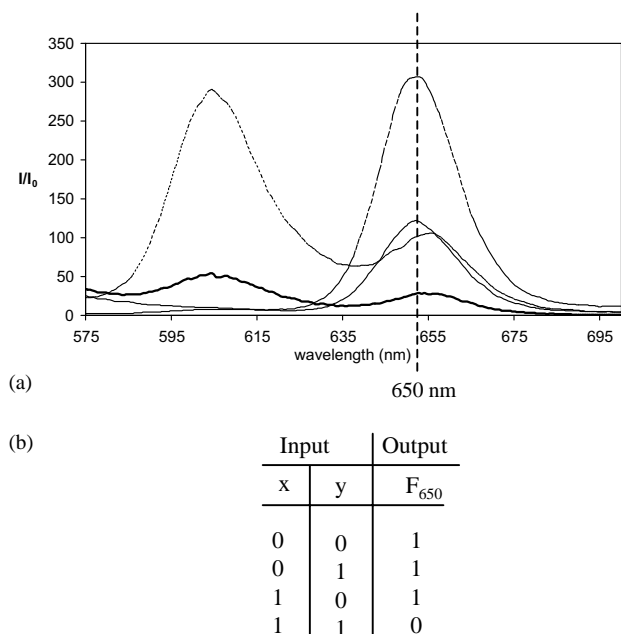 350
300
250
200
I/I0
150
100
50
0
575 595 615 635 655 675 695
wavelength (nm)
(a)
650 nm
(b)
Input Output
x y F650
0 0 1
0 1 1
1 0 1
1 1 0